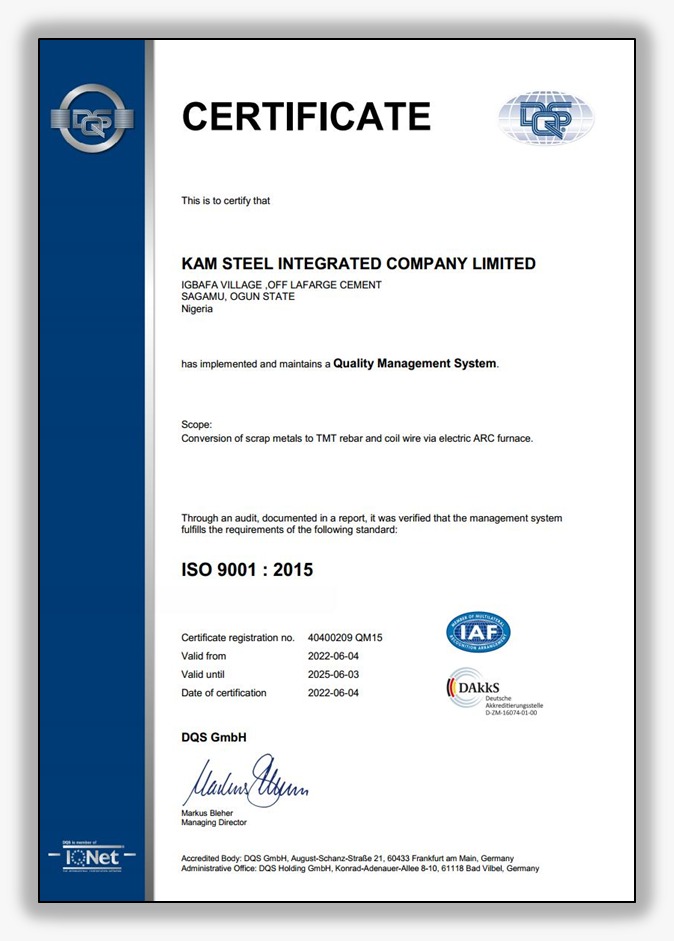 DQS
CERTIFICATE
DQS
This is to certify that
KAM STEEL INTEGRATED COMPANY LIMITED
IGBAFA VILLAGE ,OFF LAFARGE CEMENT
SAGAMU, OGUN STATE
Nigeria
has implemented and maintains a Quality Management System.
Scope:
Conversion of scrap metals to TMT rebar and coil wire via electric ARC furnace.
Through an audit, documented in a report, it was verified that the management system
fulfills the requirements of the following standard:
ISO 9001 : 2015
Certificate registration no. 40400209 QM15
Valid from 2022-06-04
Valid until 2025-06-03
Date of certification 2022-06-04
MEMBER OF MULTILATERAL
IAF
RECOGNITION ARRANGEMENT
DAkkS
Deutsche
Akkreditierungsstelle
D-ZM-16074-01-00
DQS GmbH
Markus Bleher
Managing Director
DQS is member of
IQNet
Accredited Body: DQS GmbH, August-Schanz-Straße 21, 60433 Frankfurt am Main, Germany
Administrative Office: DQS Holding GmbH, Konrad-Adenauer-Allee 8-10, 61118 Bad Vilbel, Germany